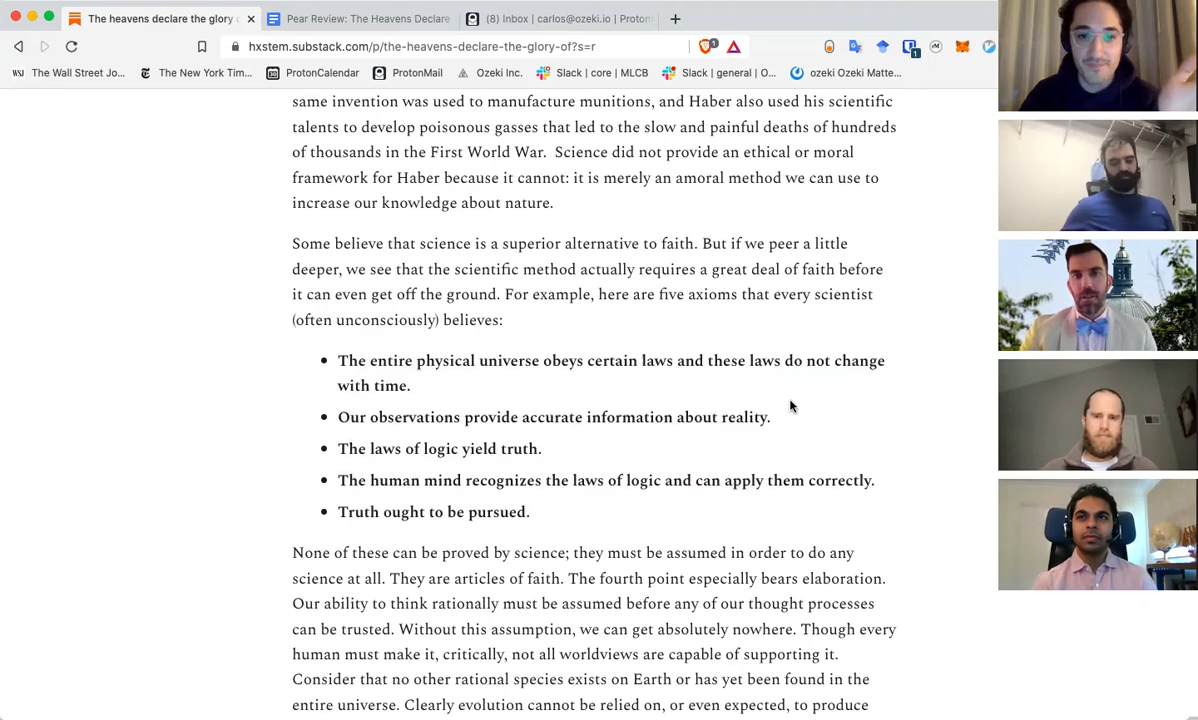 The heavens declare the glory
Pear Review: The Heavens Declare
(8) Inbox | carlos@ozeki.io | Proton
hxstem.substack.com/p/the-heavens-declare-the-glory-of?s=r
1
1
WSJ The Wall Street Jo...
The New York Tim...
ProtonCalendar
ProtonMail
Ozeki Inc.
Slack | core | MLCB
Slack | general | O...
ozeki Ozeki Matte...
same invention was used to manufacture munitions, and Haber also used his scientific
talents to develop poisonous gasses that led to the slow and painful deaths of hundreds
of thousands in the First World War. Science did not provide an ethical or moral
framework for Haber because it cannot: it is merely an amoral method we can use to
increase our knowledge about nature.
Some believe that science is a superior alternative to faith. But if we peer a little
deeper, we see that the scientific method actually requires a great deal of faith before
it can even get off the ground. For example, here are five axioms that every scientist
(often unconsciously) believes:
• The entire physical universe obeys certain laws and these laws do not change
with time.
• Our observations provide accurate information about reality.
• The laws of logic yield truth.
• The human mind recognizes the laws of logic and can apply them correctly.
• Truth ought to be pursued.
None of these can be proved by science; they must be assumed in order to do any
science at all. They are articles of faith. The fourth point especially bears elaboration.
Our ability to think rationally must be assumed before any of our thought processes
can be trusted. Without this assumption, we can get absolutely nowhere. Though every
human must make it, critically, not all worldviews are capable of supporting it.
Consider that no other rational species exists on Earth or has yet been found in the
entire universe. Clearly evolution cannot be relied on, or even expected, to produce